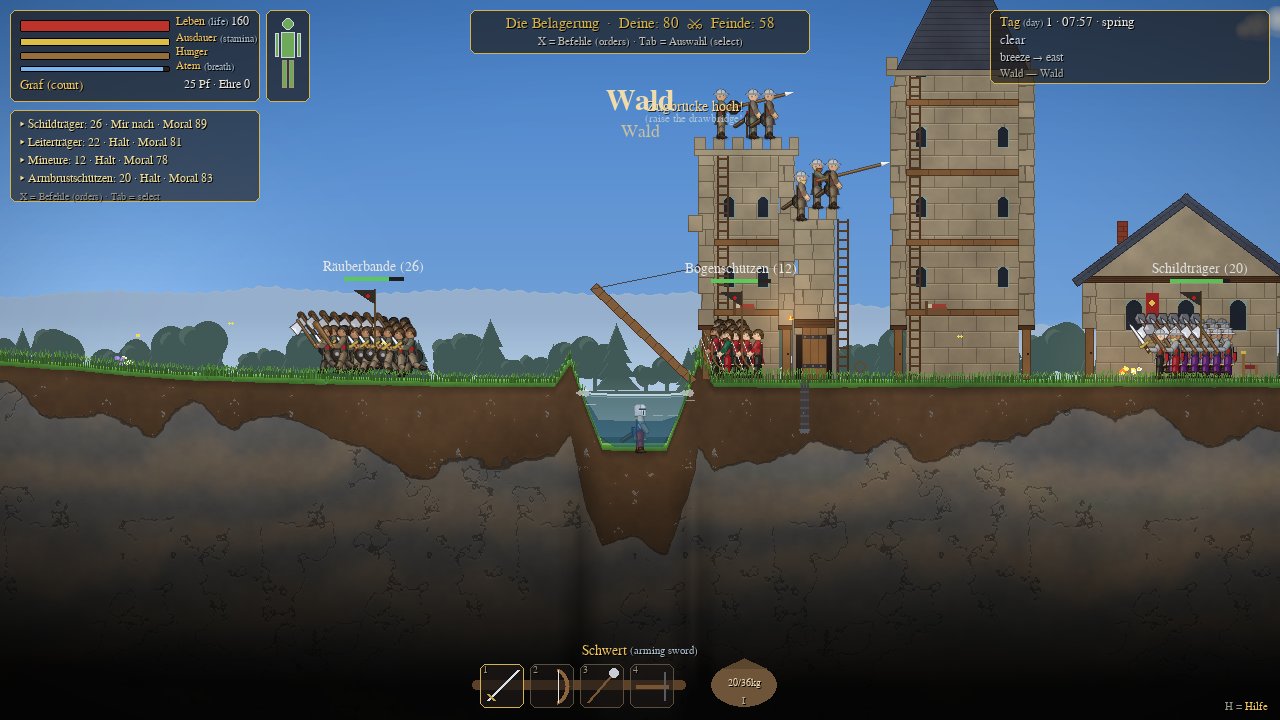 Leben (life) 160
Ausdauer (stamina)
Hunger
Atem (breath)
Graf (count) 25 Pf · Ehre 0
Die Belagerung · Deine: 80 Feinde: 58
X = Befehle (orders) · Tab = Auswahl (select)
Tag (day) 1 · 07:57 · spring
clear
breeze → east
Wald — Wald
▸ Schildträger: 26 · Mir nach · Moral 89
▸ Leiterträger: 22 · Halt · Moral 81
▸ Mineure: 12 · Halt · Moral 78
▸ Armbrustschützen: 20 · Halt · Moral 83
X = Befehle (orders) · Tab = select
Wald
Zugbrücke hoch!
(raise the drawbridge)
Wald
Räuberbande (26)
Bogenschützen (12)
Schildträger (20)
Schwert (arming sword)
1 2 3 4
20/36kg
I
H = Hilfe